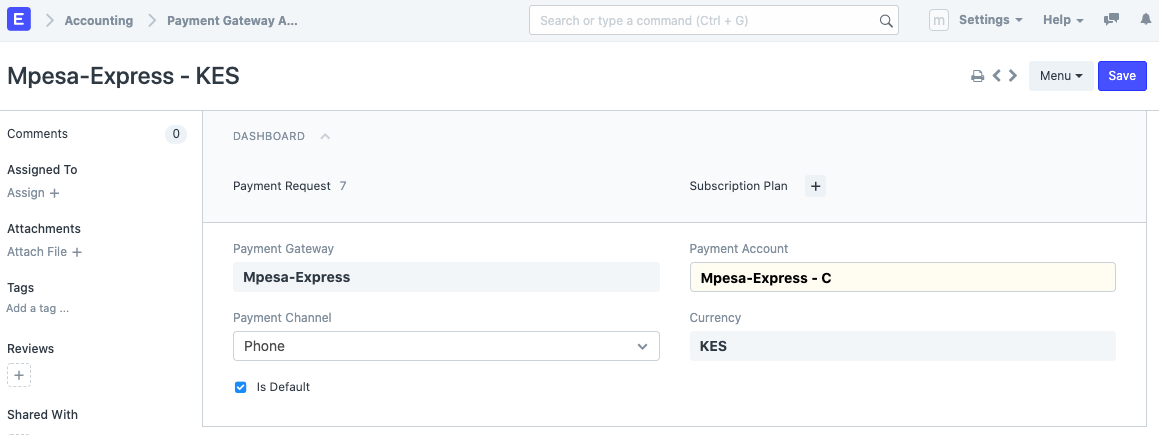 E Accounting Payment Gateway A...
Search or type a command (Ctrl + G)
m Settings Help
Mpesa-Express - KES
Menu Save
Comments 0
Assigned To
Assign +
Attachments
Attach File +
Tags
Add a tag ...
Reviews
+
Shared With
DASHBOARD
Payment Request 7
Subscription Plan +
Payment Gateway
Mpesa-Express
Payment Account
Mpesa-Express - C
Payment Channel
Phone
Currency
KES
Is Default